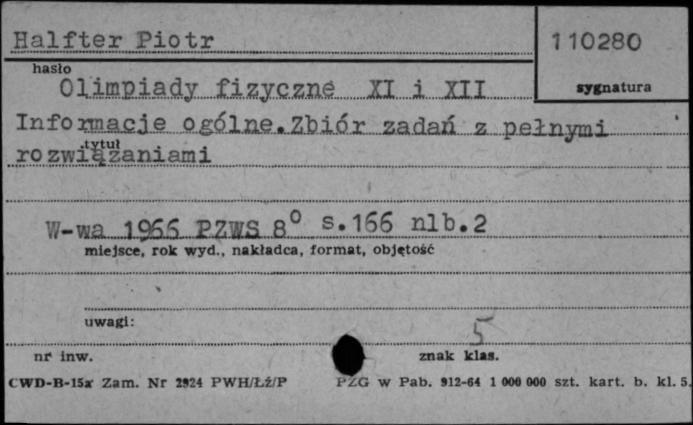 Halfter Piotr
110280
hasło
sygnatura
Olimpiady fizyczne XI i XII
Informacje ogólne.Zbiór zadań z pełnymi
tytuł
rozwiązaniami
W-wa 1966 PZWS 8° s.166 nlb.2
miejsce, rok wyd., nakładca, format, objętość
uwagi:
5
nr inw.
znak klas.
CWD-B-15a Zam. Nr 2924 PWH/Łź/P
PZG w Pab. 912-64 1 000 000 szt. kart. b. kl. 5.